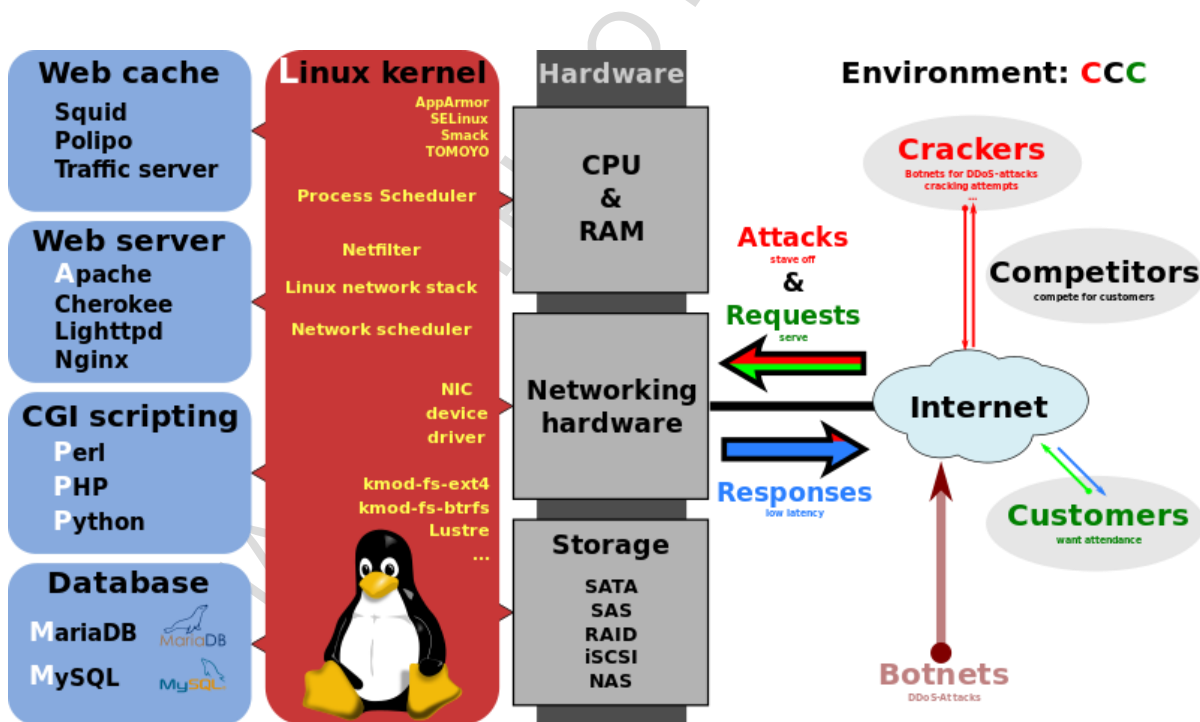 Web cache
Squid
Polipo
Traffic server
Web server
Apache
Cherokee
Lighttpd
Nginx
CGI scripting
Perl
PHP
Python
Database
MariaDB
MariaDB
MySQL
MySQL
Linux kernel
AppArmor
SELinux
Smack
TOMOYO
Process Scheduler
Netfilter
Linux network stack
Network scheduler
NIC
device
driver
kmod-fs-ext4
kmod-fs-btrfs
Lustre
...
Hardware
CPU
&
RAM
Networking
hardware
Storage
SATA
SAS
RAID
iSCSI
NAS
Attacks
stave off
&
Requests
serve
Responses
low latency
Environment: CCC
Crackers
Botnets for DDoS-attacks
cracking attempts
...
Competitors
compete for customers
Internet
Customers
want attendance
Botnets
DDoS-Attacks